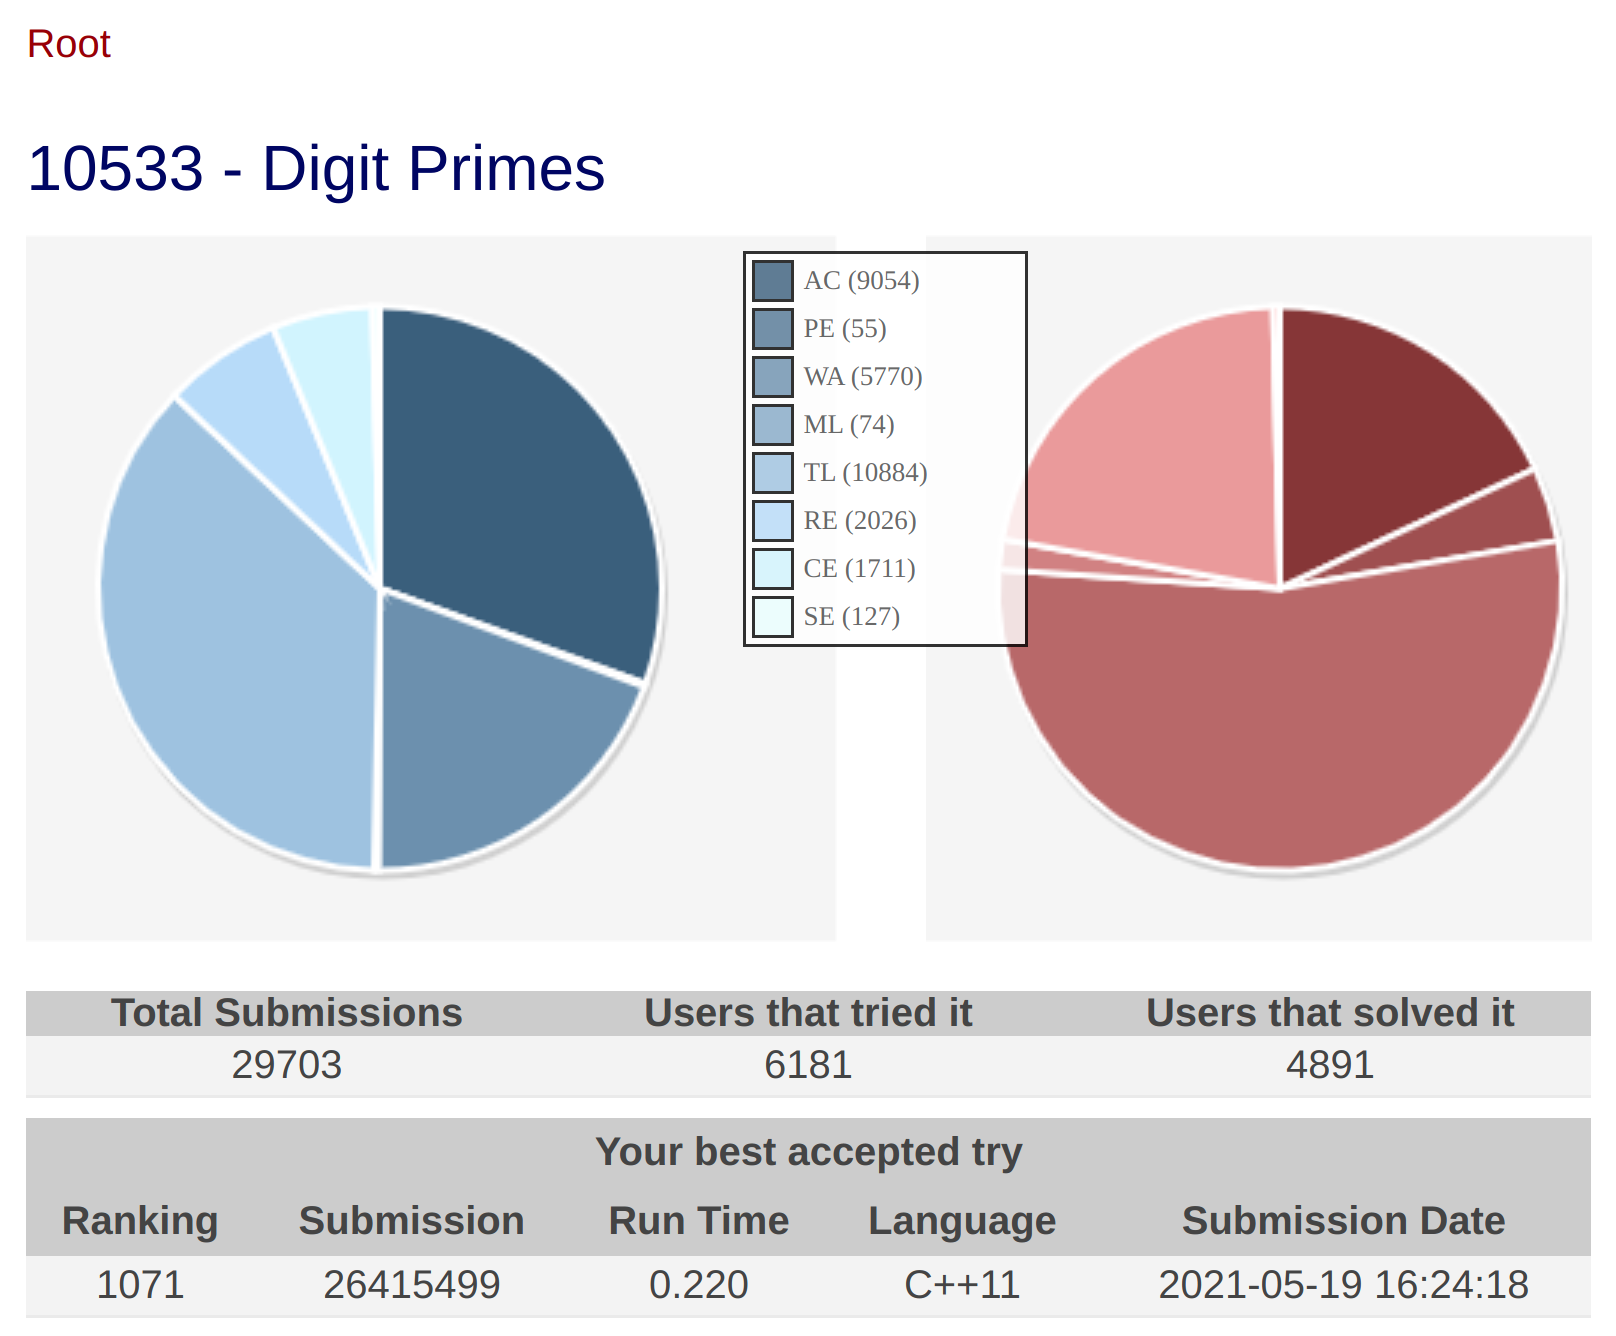 Root
10533 - Digit Primes
AC (9054)
PE (55)
WA (5770)
ML (74)
TL (10884)
RE (2026)
CE (1711)
SE (127)
Total Submissions Users that tried it Users that solved it
29703 6181 4891
Your best accepted try
Ranking Submission Run Time Language Submission Date
1071 26415499 0.220 C++11 2021-05-19 16:24:18